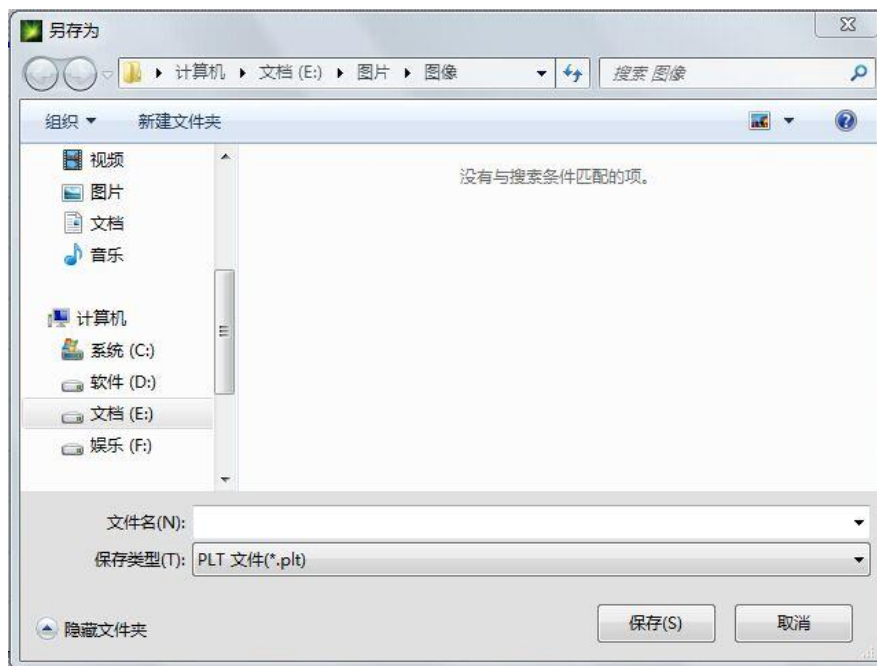 另存为
计算机 文档 (E:) 图片 图像
搜索 图像
组织 新建文件夹
没有与搜索条件匹配的项。
视频
图片
文档
音乐
计算机
系统 (C:)
软件 (D:)
文档 (E:)
娱乐 (F:)
文件名(N):
保存类型(T): PLT 文件(*.plt)
隐藏文件夹 保存(S) 取消